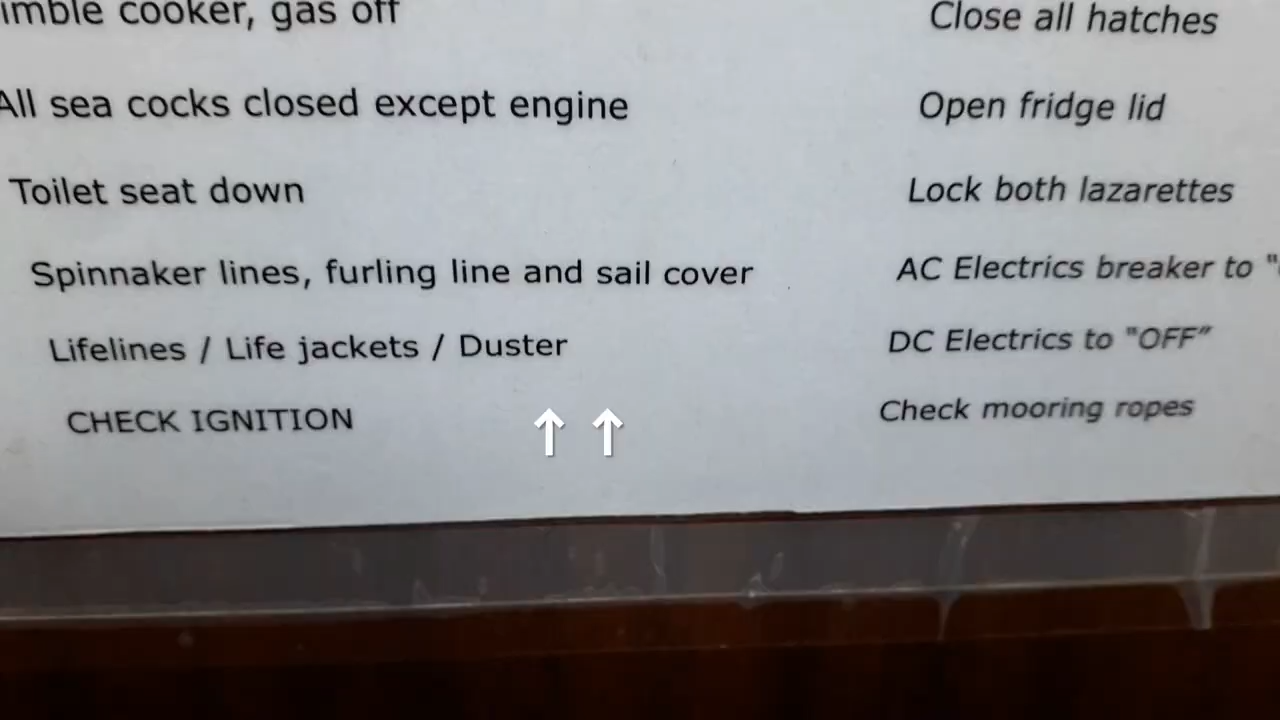 cooker, gas off
All sea cocks closed except engine
Toilet seat down
Spinnaker lines, furling line and sail cover
Lifelines / Life jackets / Duster
CHECK IGNITION
↑ ↑
Close all hatches
Open fridge lid
Lock both lazarettes
AC Electrics breaker to "
DC Electrics to "OFF”
Check mooring ropes